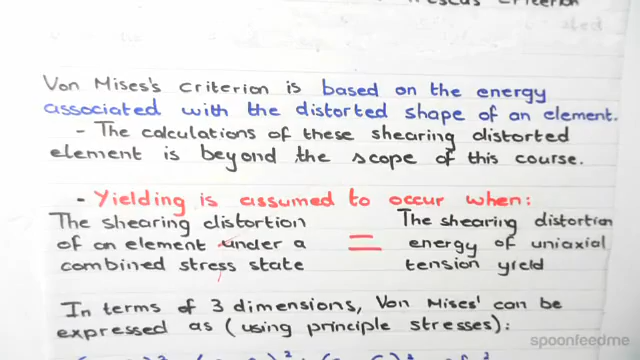 Criterion
Von Mises's criterion is based on the energy
associated with the distorted shape of an element.
- The calculations of these shearing distorted
element is beyond the scope of this course.
- Yielding is assumed to occur when:
The shearing distortion
of an element under a
combined stress state
=
The shearing distortion
energy of uniaxial
tension yield
In terms of 3 dimensions, Von Mises' can be
expressed as (using principle stresses):
spoonfeedme